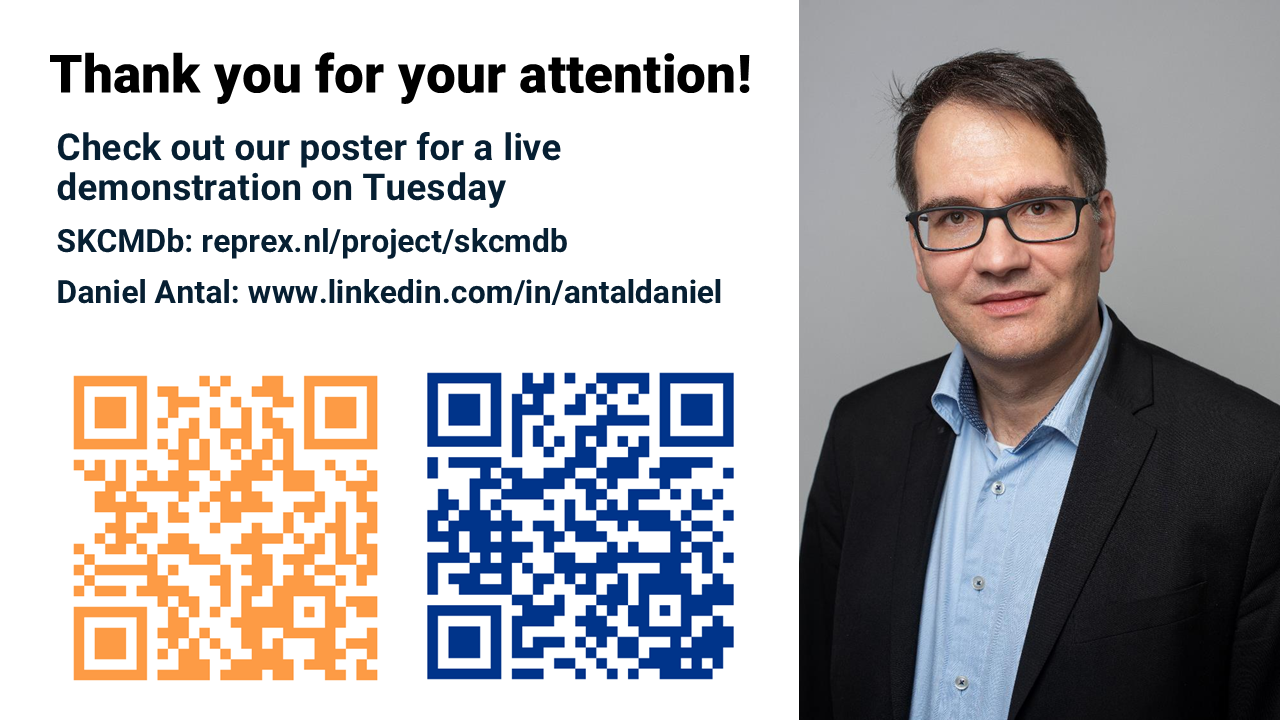 Thank you for your attention!
Check out our poster for a live
demonstration on Tuesday
SKCMDb: reprex.nl/project/skcmdb
Daniel Antal: www.linkedin.com/in/antaldaniel